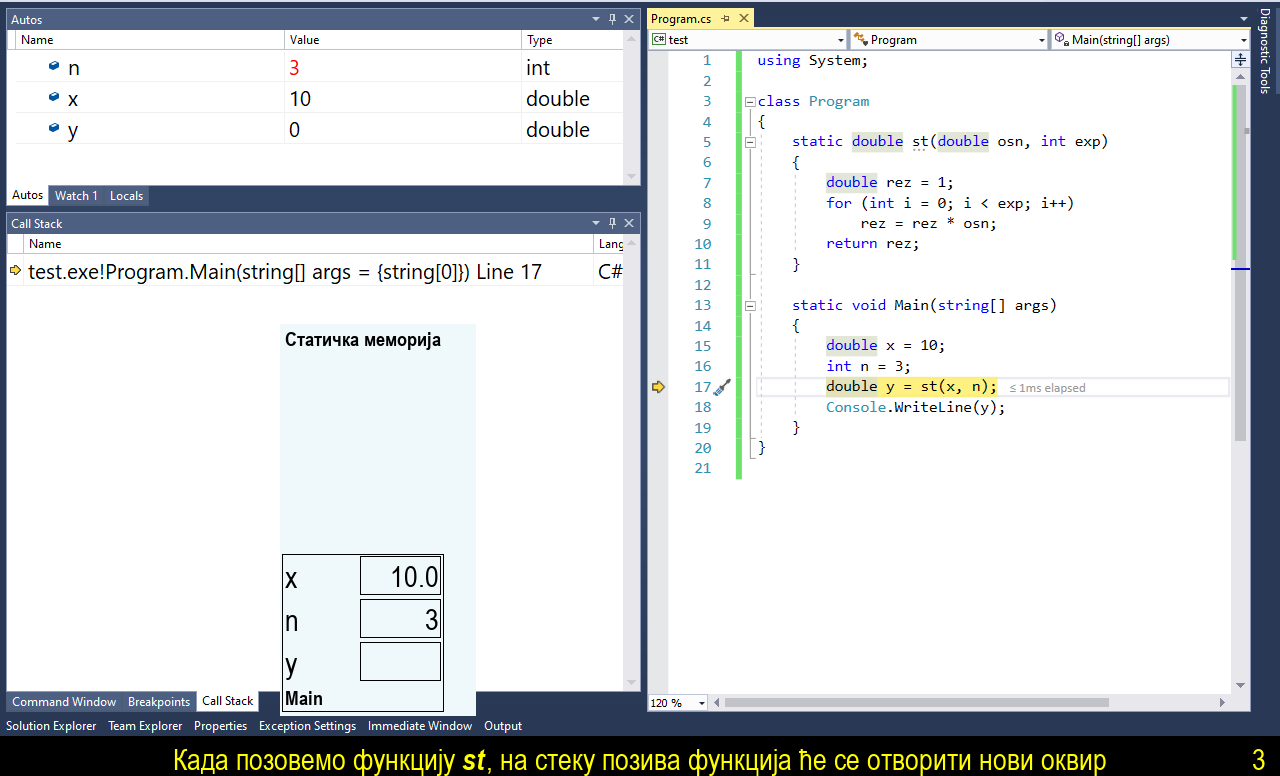 Autos
Name Value Type
n 3 int
x 10 double
y 0 double
Autos Watch 1 Locals
Call Stack
Name Lang
test.exe!Program.Main(string[] args = {string[0]}) Line 17 C#
Статичка меморија
x 10.0
n 3
y
Main
Command Window Breakpoints Call Stack
Solution Explorer Team Explorer Properties Exception Settings Immediate Window Output
Program.cs
C# test Program Main(string[] args)
1 using System;
2
3 class Program
4 {
5 static double st(double osn, int exp)
6 {
7 double rez = 1;
8 for (int i = 0; i < exp; i++)
9 rez = rez * osn;
10 return rez;
11 }
12
13 static void Main(string[] args)
14 {
15 double x = 10;
16 int n = 3;
17 double y = st(x, n); ≤ 1ms elapsed
18 Console.WriteLine(y);
19 }
20 }
21
120 %
Diagnostic Tools
Када позовемо функцију st, на стеку позива функција ће се отворити нови оквир 3